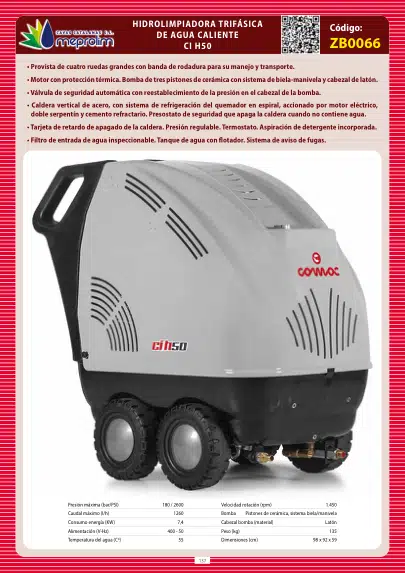 CAYRE CATALANAS S.L.
meprolim
HIDROLIMPIADORA TRIFÁSICA
DE AGUA CALIENTE
CI H50
Código:
ZB0066
• Provista de cuatro ruedas grandes con banda de rodadura para su manejo y transporte.
• Motor con protección térmica. Bomba de tres pistones de cerámica con sistema de biela-manivela y cabezal de latón.
• Válvula de seguridad automática con reestablecimiento de la presión en el cabezal de la bomba.
• Caldera vertical de acero, con sistema de refrigeración del quemador en espiral, accionado por motor eléctrico,
doble serpentín y cemento refractario. Presostato de seguridad que apaga la caldera cuando no contiene agua.
• Tarjeta de retardo de apagado de la caldera. Presión regulable. Termostato. Aspiración de detergente incorporada.
• Filtro de entrada de agua inspeccionable. Tanque de agua con flotador. Sistema de aviso de fugas.
comac
ci h50
Presión máxima (bar/PSI) 180 / 2600
Caudal máximo (l/h) 1260
Consumo energía (KW) 7,4
Alimentación (V-Hz) 400 - 50
Temperatura del agua (Cº) 55
Velocidad rotación (rpm) 1.450
Bomba Pistones de cerámica, sistema biela/manivela
Cabezal bomba (material) Latón
Peso (kg) 135
Dimensiones (cm) 98 x 92 x 59
157